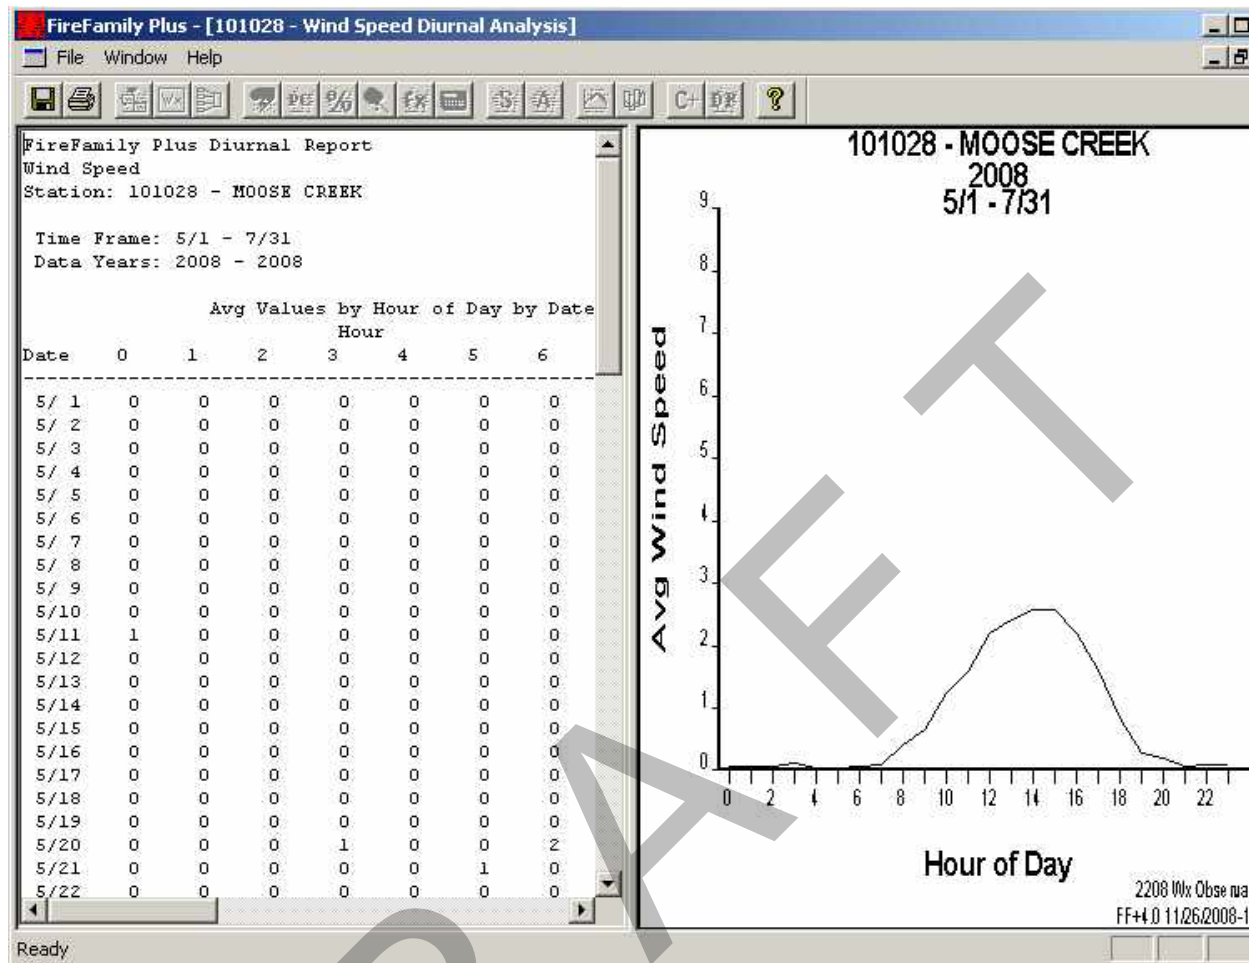 FireFamily Plus - [101028 - Wind Speed Diurnal Analysis]
File Window Help
FireFamily Plus Diurnal Report
Wind Speed
Station: 101028 - MOOSE CREEK
Time Frame: 5/1 - 7/31
Data Years: 2008 - 2008
Avg Values by Hour of Day by Date
Hour
Date 0 1 2 3 4 5 6
5/ 1 0 0 0 0 0 0 0
5/ 2 0 0 0 0 0 0 0
5/ 3 0 0 0 0 0 0 0
5/ 4 0 0 0 0 0 0 0
5/ 5 0 0 0 0 0 0 0
5/ 6 0 0 0 0 0 0 0
5/ 7 0 0 0 0 0 0 0
5/ 8 0 0 0 0 0 0 0
5/ 9 0 0 0 0 0 0 0
5/10 0 0 0 0 0 0 0
5/11 1 0 0 0 0 0 0
5/12 0 0 0 0 0 0 0
5/13 0 0 0 0 0 0 0
5/14 0 0 0 0 0 0 0
5/15 0 0 0 0 0 0 0
5/16 0 0 0 0 0 0 0
5/17 0 0 0 0 0 0 0
5/18 0 0 0 0 0 0 0
5/19 0 0 0 0 0 0 0
5/20 0 0 0 1 0 0 2
5/21 0 0 0 0 0 1 0
5/22 0 0 0 0 0 0 0
101028 - MOOSE CREEK
2008
5/1 - 7/31
Avg Wind Speed
9
8
7
6
5
4
3
2
1
0
0 2 4 6 8 10 12 14 16 18 20 22
Hour of Day
2208 Wx
FF+4.0 11/26/2008-1
Ready